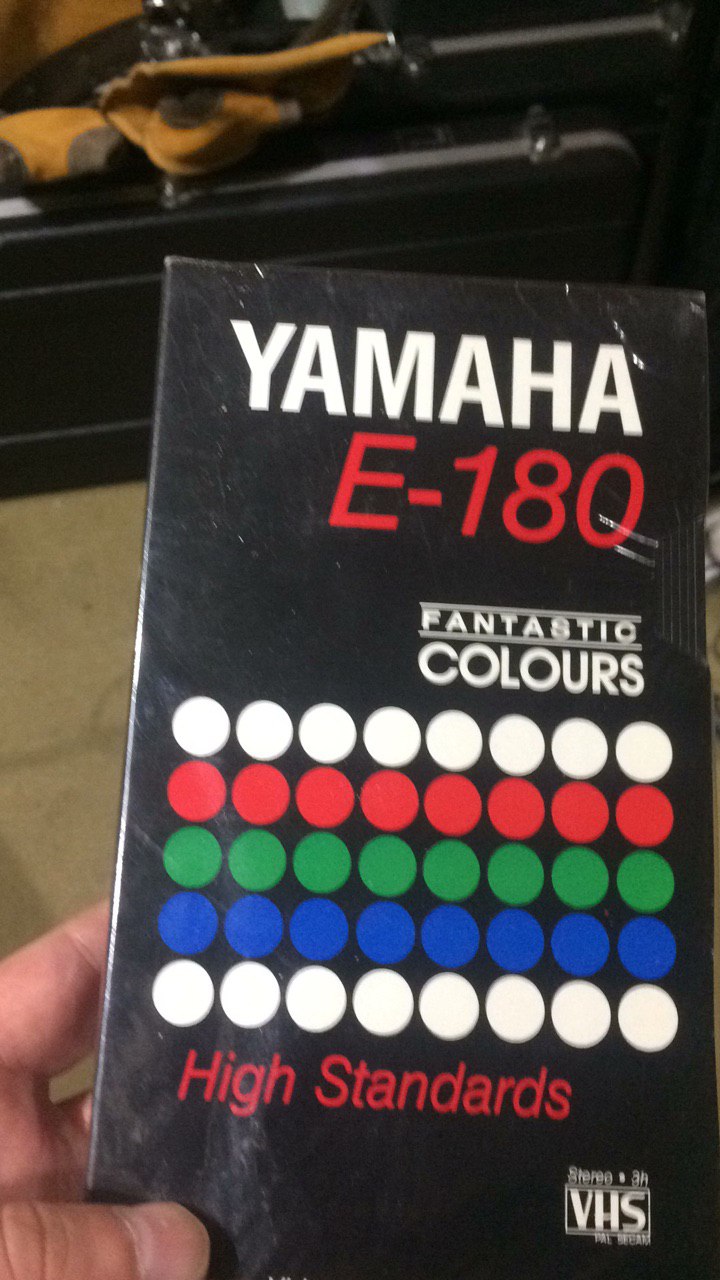 YAMAHA
E-180
FANTASTIC
COLOURS
High Standards
Stereo • 3h
VHS
PAL SECAM